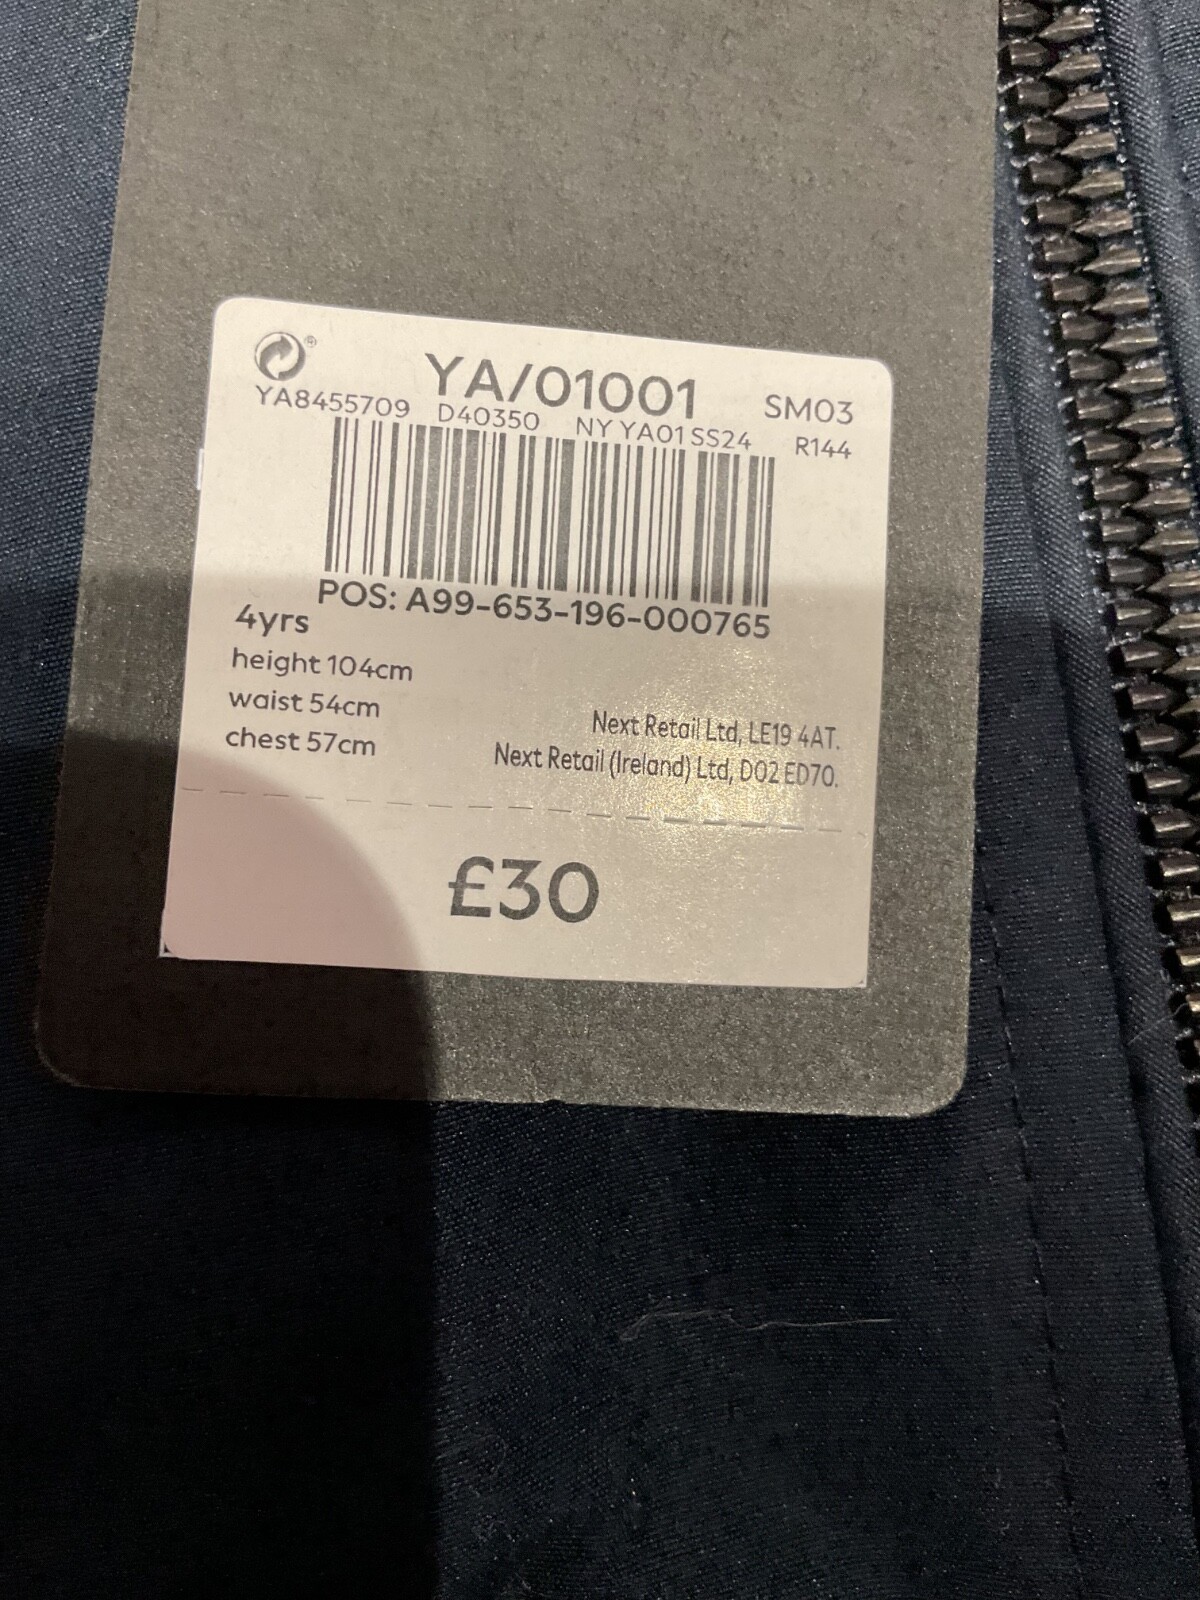 ®
YA/01001
SM03
YA8455709 D40350 NY YA01 SS24 R144
POS: A99-653-196-000765
4yrs
height 104cm
waist 54cm
chest 57cm
Next Retail Ltd, LE19 4AT.
Next Retail (Ireland) Ltd, D02 ED70.
£30